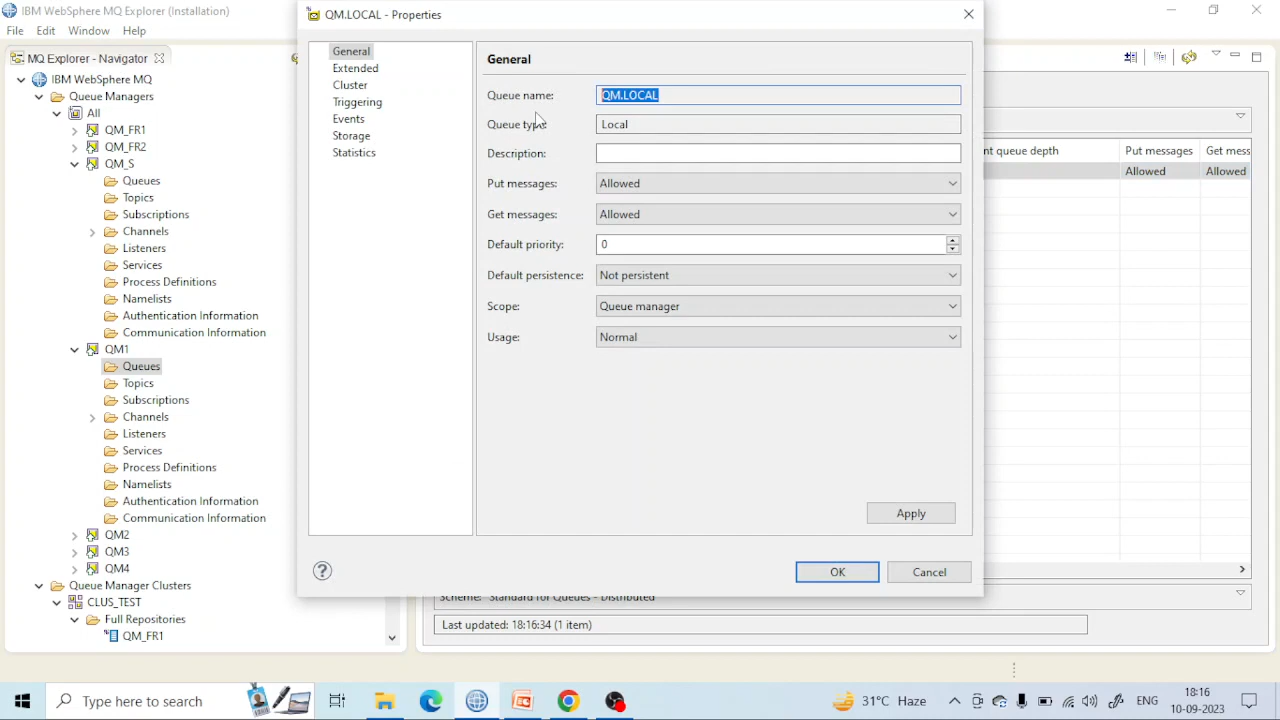 IBM WebSphere MQ Explorer (Installation)
File Edit Window Help
MQ Explorer - Navigator
IBM WebSphere MQ
Queue Managers
All
QM_FR1
QM_FR2
QM_S
Queues
Topics
Subscriptions
Channels
Listeners
Services
Process Definitions
Namelists
Authentication Information
Communication Information
QM1
Queues
Topics
Subscriptions
Channels
Listeners
Services
Process Definitions
Namelists
Authentication Information
Communication Information
QM2
QM3
QM4
Queue Manager Clusters
CLUS_TEST
Full Repositories
QM_FR1
QM.LOCAL - Properties
General
Extended
Cluster
Triggering
Events
Storage
Statistics
General
Queue name: QM.LOCAL
Queue type: Local
Description:
Put messages: Allowed
Get messages: Allowed
Default priority: 0
Default persistence: Not persistent
Scope: Queue manager
Usage: Normal
Apply
OK Cancel
nt queue depth Put messages Get mess
Allowed Allowed
Scheme: Standard for Queues - Distributed
Last updated: 18:16:34 (1 item)
Type here to search
31°C Haze
ENG
18:16
10-09-2023